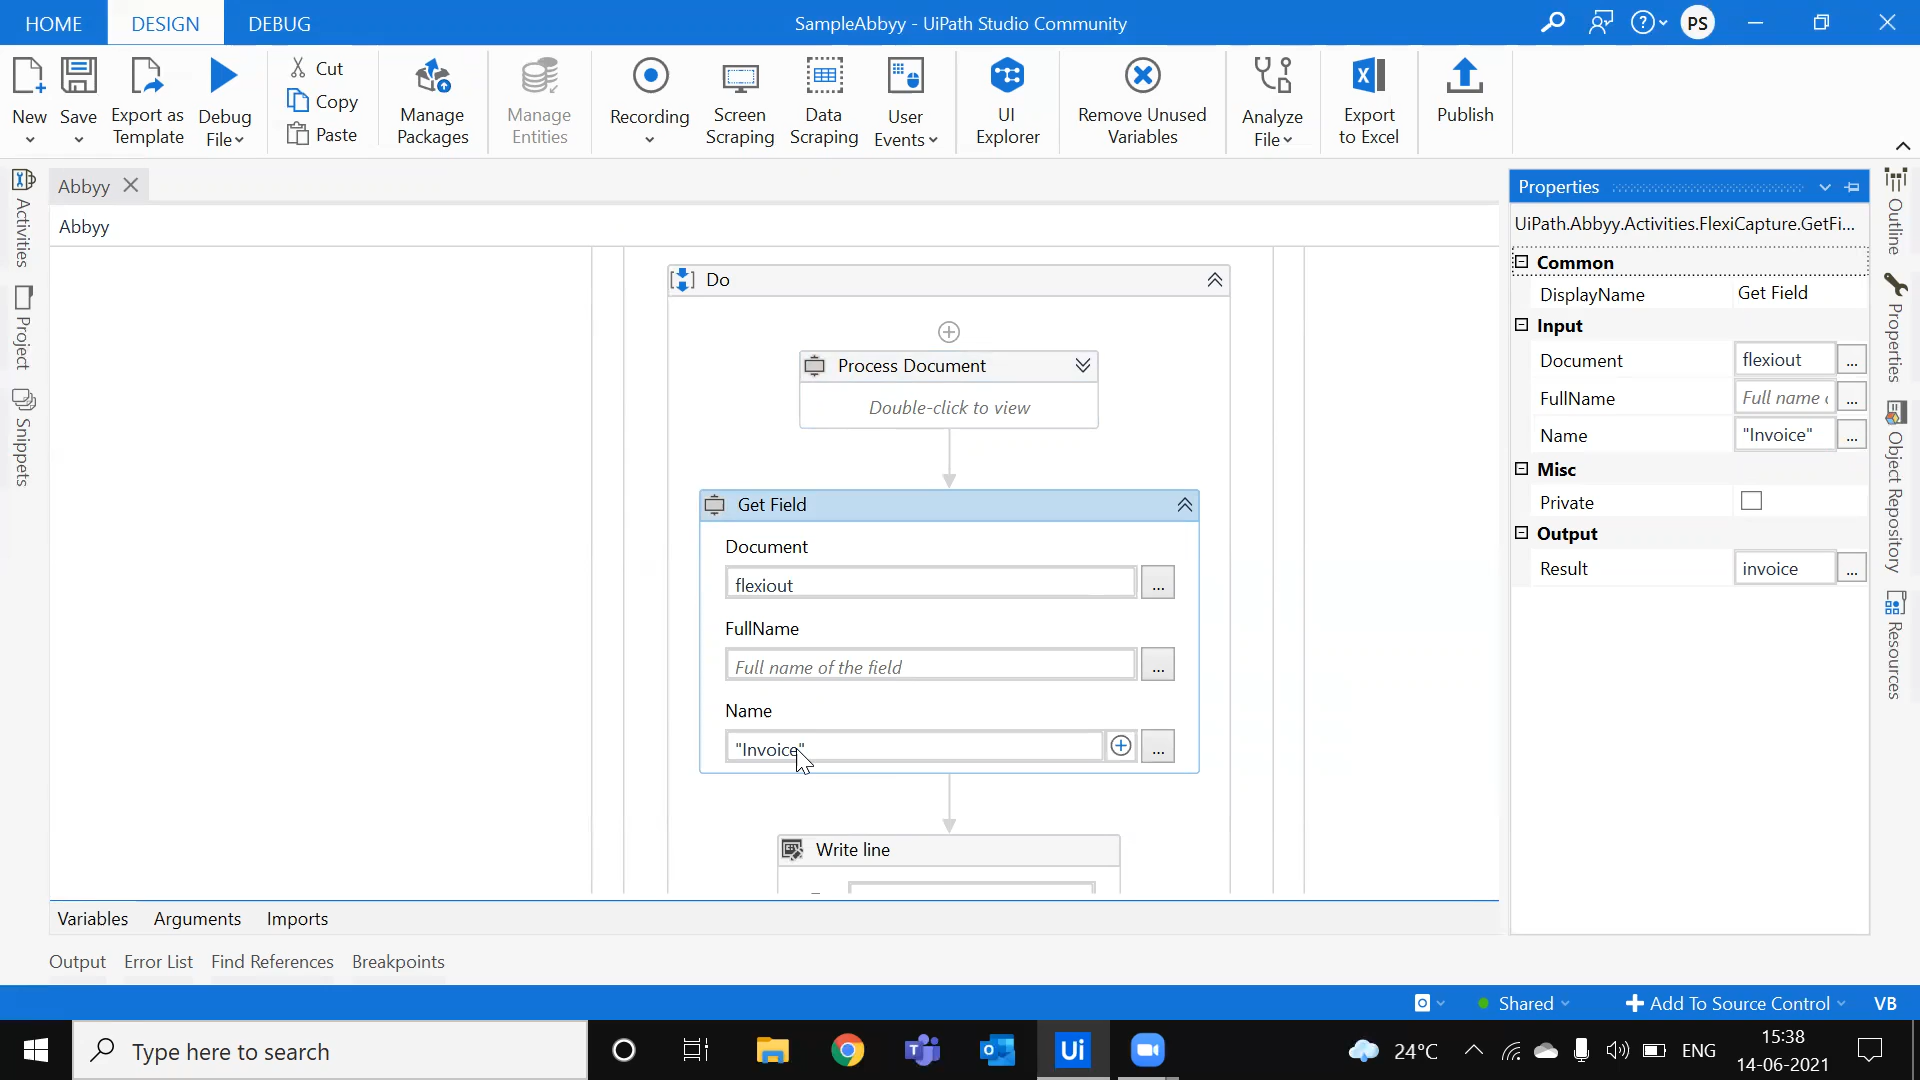 HOME
DESIGN
DEBUG
SampleAbbyy - UiPath Studio Community
PS
New
Save
Export as
Template
Debug
File
Cut
Copy
Paste
Manage
Packages
Manage
Entities
Recording
Screen
Scraping
Data
Scraping
User
Events
UI
Explorer
Remove Unused
Variables
Analyze
File
Export
to Excel
Publish
Activities
Project
Snippets
Abbyy
Abbyy
Do
Process Document
Double-click to view
Get Field
Document
flexiout
...
FullName
Full name of the field
...
Name
"Invoice"
...
Write line
Properties
UiPath.Abbyy.Activities.FlexiCapture.GetFi...
Common
DisplayName Get Field
Input
Document flexiout ...
FullName Full name ...
Name "Invoice" ...
Misc
Private
Output
Result invoice ...
Outline
Properties
Object Repository
Resources
Variables Arguments Imports
Output Error List Find References Breakpoints
Shared
Add To Source Control
VB
Type here to search
Ui
24°C
ENG
15:38
14-06-2021